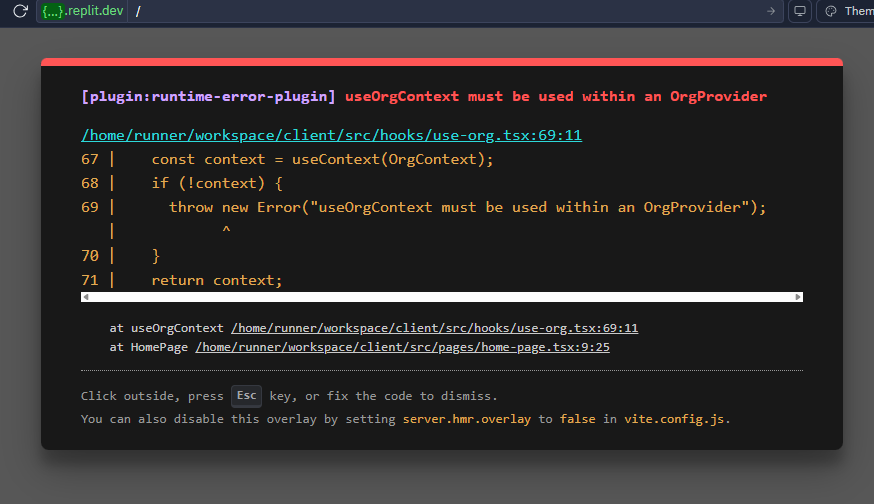 {...}.replit.dev /
Them
[plugin:runtime-error-plugin] useOrgContext must be used within an OrgProvider
/home/runner/workspace/client/src/hooks/use-org.tsx:69:11
67 |    const context = useContext(OrgContext);
68 |    if (!context) {
69 |      throw new Error("useOrgContext must be used within an OrgProvider");
   |            ^
70 |    }
71 |    return context;
at useOrgContext /home/runner/workspace/client/src/hooks/use-org.tsx:69:11
at HomePage /home/runner/workspace/client/src/pages/home-page.tsx:9:25
Click outside, press Esc key, or fix the code to dismiss.
You can also disable this overlay by setting server.hmr.overlay to false in vite.config.js.